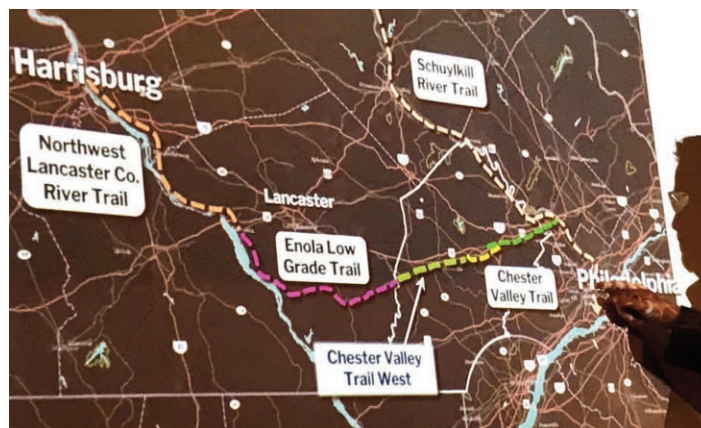 Harrisburg
Schuylkill
River Trail
Northwest
Lancaster Co.
River Trail
Lancaster
Enola Low
Grade Trail
Chester
Valley Trail
Philadelphia
Chester Valley
Trail West